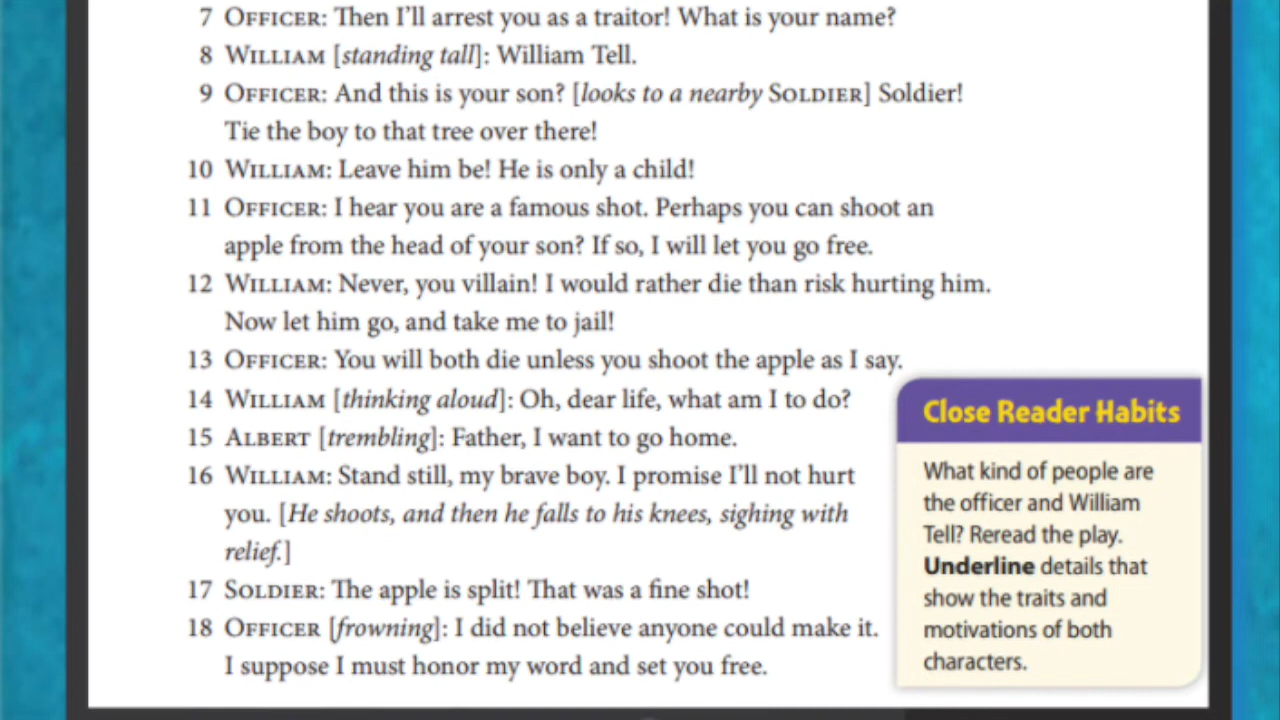 7 OFFICER: Then I'll arrest you as a traitor! What is your name?
8 WILLIAM [standing tall]: William Tell.
9 OFFICER: And this is your son? [looks to a nearby SOLDIER] Soldier!
Tie the boy to that tree over there!
10 WILLIAM: Leave him be! He is only a child!
11 OFFICER: I hear you are a famous shot. Perhaps you can shoot an
apple from the head of your son? If so, I will let you go free.
12 WILLIAM: Never, you villain! I would rather die than risk hurting him.
Now let him go, and take me to jail!
13 OFFICER: You will both die unless you shoot the apple as I say.
14 WILLIAM [thinking aloud]: Oh, dear life, what am I to do?
15 ALBERT [trembling]: Father, I want to go home.
16 WILLIAM: Stand still, my brave boy. I promise I'll not hurt
you. [He shoots, and then he falls to his knees, sighing with
relief.]
17 SOLDIER: The apple is split! That was a fine shot!
18 OFFICER [frowning]: I did not believe anyone could make it.
I suppose I must honor my word and set you free.
Close Reader Habits
What kind of people are
the officer and William
Tell? Reread the play.
Underline details that
show the traits and
motivations of both
characters.